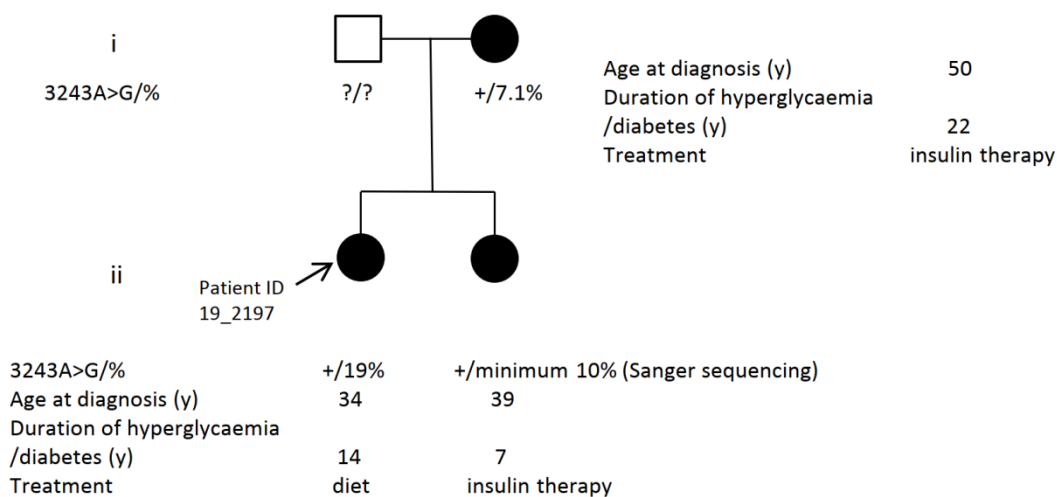 i
3243A>G/% ?/? +/7.1%
Age at diagnosis (y) 50
Duration of hyperglycaemia
/diabetes (y) 22
Treatment insulin therapy
ii
Patient ID
19_2197
3243A>G/% +/19% +/minimum 10% (Sanger sequencing)
Age at diagnosis (y) 34 39
Duration of hyperglycaemia
/diabetes (y) 14 7
Treatment diet insulin therapy